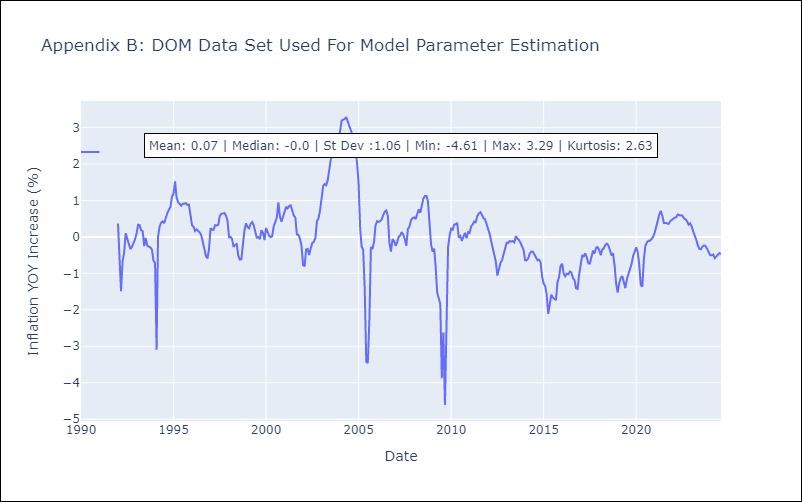 Appendix B: DOM Data Set Used For Model Parameter Estimation
Mean: 0.07 | Median: -0.0 | St Dev :1.06 | Min: -4.61 | Max: 3.29 | Kurtosis: 2.63
Inflation YOY Increase (%)
3
2
1
0
−1
−2
−3
−4
−5
1990 1995 2000 2005 2010 2015 2020
Date